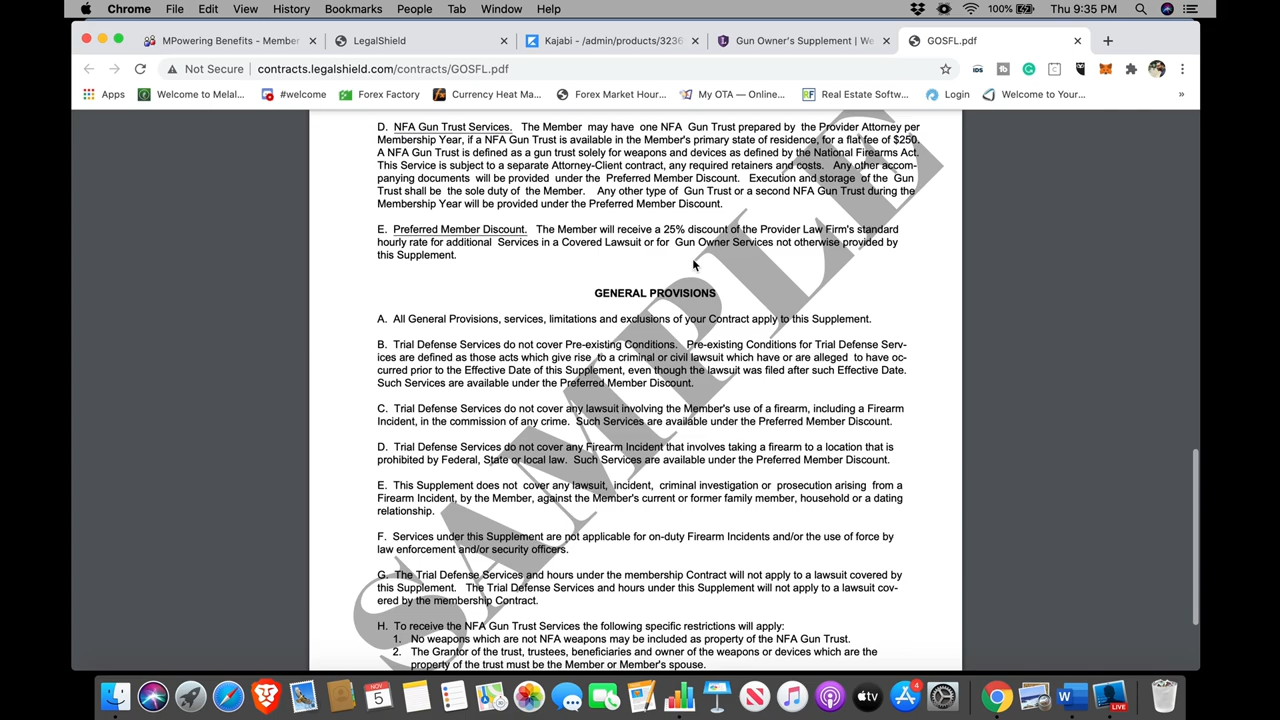 Chrome File Edit View History Bookmarks People Tab Window Help 100% Thu 9:35 PM
MPowering Benefits - Member
LegalShield
Kajabi - /admin/products/3236
Gun Owner's Supplement | We
GOSFL.pdf
Not Secure contracts.legalshield.com/contracts/GOSFL.pdf
Apps Welcome to Melal... #welcome Forex Factory Currency Heat Ma... Forex Market Hour... My OTA — Online... Real Estate Softwar... Login Welcome to Your... »
D. NFA Gun Trust Services. The Member may have one NFA Gun Trust prepared by the Provider Attorney per
Membership Year, if a NFA Gun Trust is available in the Member's primary state of residence, for a flat fee of $250.
A NFA Gun Trust is defined as a gun trust solely for weapons and devices as defined by the National Firearms Act.
This Service is subject to a separate Attorney-Client contract, any required retainers and costs. Any other accom-
panying documents will be provided under the Preferred Member Discount. Execution and storage of the Gun
Trust shall be the sole duty of the Member. Any other type of Gun Trust or a second NFA Gun Trust during the
Membership Year will be provided under the Preferred Member Discount.
E. Preferred Member Discount. The Member will receive a 25% discount of the Provider Law Firm's standard
hourly rate for additional Services in a Covered Lawsuit or for Gun Owner Services not otherwise provided by
this Supplement.
GENERAL PROVISIONS
A. All General Provisions, services, limitations and exclusions of your Contract apply to this Supplement.
B. Trial Defense Services do not cover Pre-existing Conditions. Pre-existing Conditions for Trial Defense Serv-
ices are defined as those acts which give rise to a criminal or civil lawsuit which have or are alleged to have oc-
curred prior to the Effective Date of this Supplement, even though the lawsuit was filed after such Effective Date.
Such Services are available under the Preferred Member Discount.
C. Trial Defense Services do not cover any lawsuit involving the Member's use of a firearm, including a Firearm
Incident, in the commission of any crime. Such Services are available under the Preferred Member Discount.
D. Trial Defense Services do not cover any Firearm Incident that involves taking a firearm to a location that is
prohibited by Federal, State or local law. Such Services are available under the Preferred Member Discount.
E. This Supplement does not cover any lawsuit, incident, criminal investigation or prosecution arising from a
Firearm Incident, by the Member, against the Member's current or former family member, household or a dating
relationship.
F. Services under this Supplement are not applicable for on-duty Firearm Incidents and/or the use of force by
law enforcement and/or security officers.
G. The Trial Defense Services and hours under the membership Contract will not apply to a lawsuit covered by
this Supplement. The Trial Defense Services and hours under this Supplement will not apply to a lawsuit cov-
ered by the membership Contract.
H. To receive the NFA Gun Trust Services the following specific restrictions will apply:
1. No weapons which are not NFA weapons may be included as property of the NFA Gun Trust.
2. The Grantor of the trust, trustees, beneficiaries and owner of the weapons or devices which are the
property of the trust must be the Member or Member's spouse.
SAMPLE
NOV
5
tv
4
LIVE